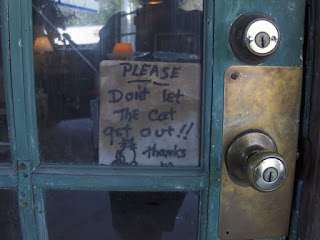 PLEASE
Don't let
The cat
get out!!
thanks